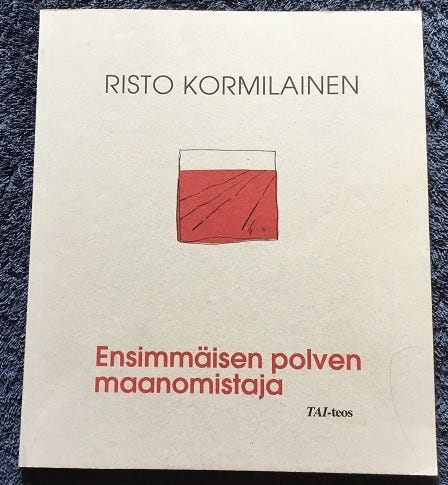 RISTO KORMILAINEN
Ensimmäisen polven
maanomistaja
TAI-teos